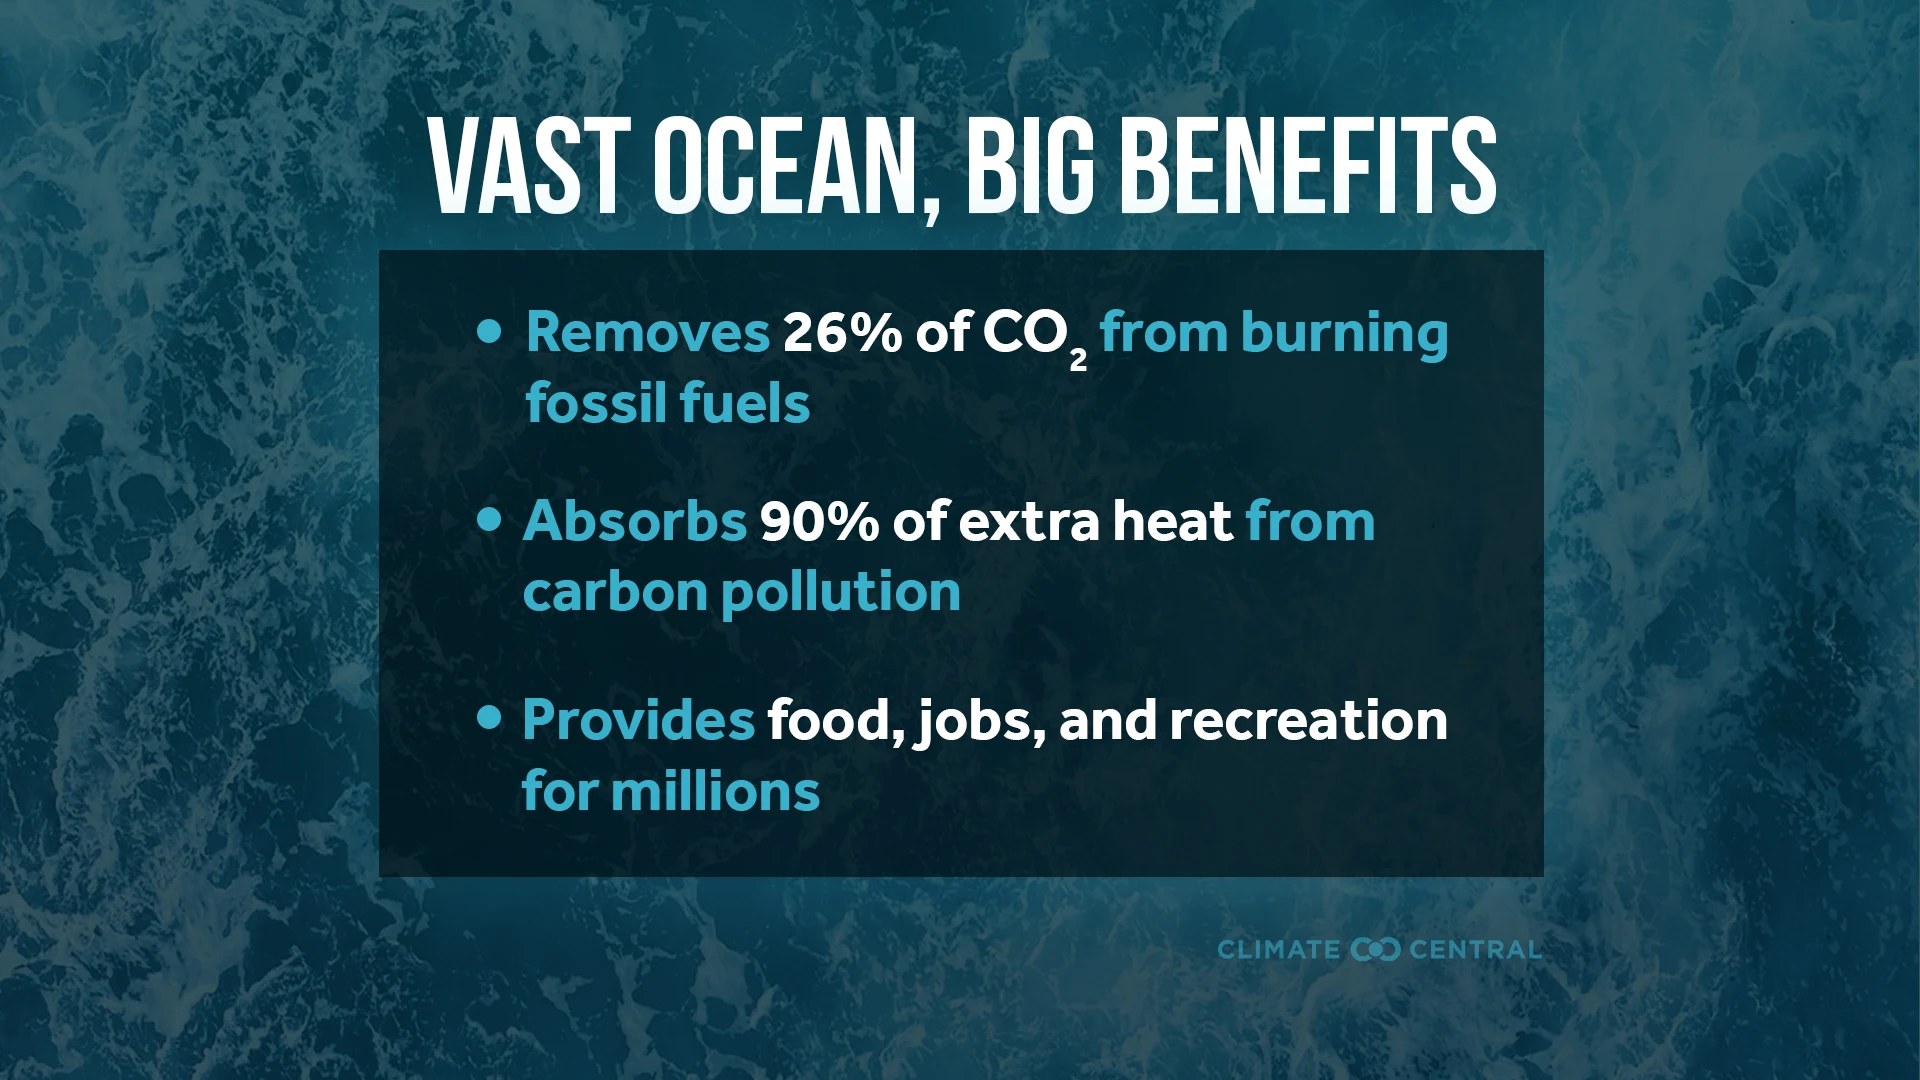 VAST OCEAN, BIG BENEFITS
• Removes 26% of CO₂ from burning
fossil fuels
• Absorbs 90% of extra heat from
carbon pollution
• Provides food, jobs, and recreation
for millions
CLIMATE CENTRAL